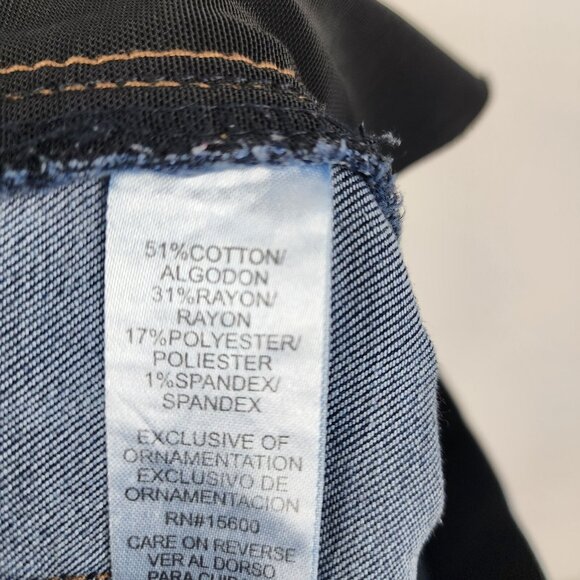 51%COTTON/
ALGODON
31%RAYON/
RAYON
17%POLYESTER/
POLIESTER
1%SPANDEX/
SPANDEX
EXCLUSIVE OF
ORNAMENTATION
EXCLUSIVO DE
ORNAMENTACION
RN#15600
CARE ON REVERSE
VER AL DORSO
PARA